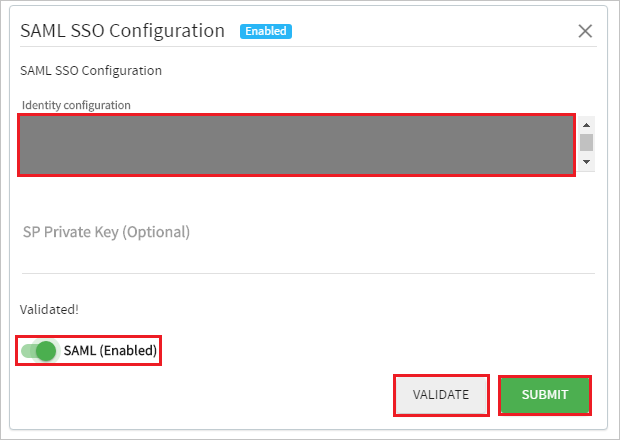 SAML SSO Configuration Enabled
SAML SSO Configuration
Identity configuration
SP Private Key (Optional)
Validated!
SAML (Enabled)
VALIDATE SUBMIT